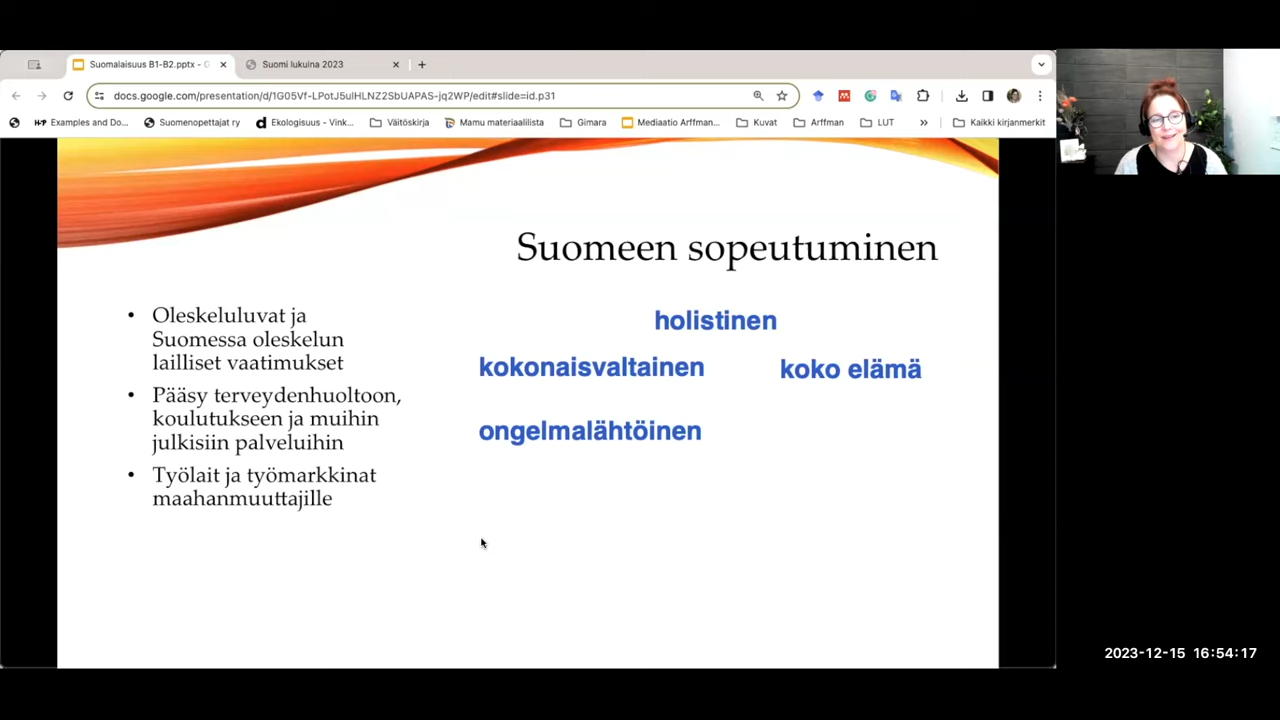 Suomalaisuus B1-B2.pptx - G
Suomi lukuina 2023
docs.google.com/presentation/d/1G05Vf-LPotJ5ulHLNZ2SbUAPAS-jq2WP/edit#slide=id.p31
Examples and Do...
Suomenopettajat ry
Ekologisuus - Vink...
Väitöskirja
Mamu materiaalilista
Gimara
Mediaatio Arffman...
Kuvat
Arffman
LUT
»
Kaikki kirjanmerkit
Suomeen sopeutuminen
• Oleskeluluvat ja
Suomessa oleskelun
lailliset vaatimukset
• Pääsy terveydenhuoltoon,
koulutukseen ja muihin
julkisiin palveluihin
• Työlait ja työmarkkinat
maahanmuuttajille
holistinen
kokonaisvaltainen
koko elämä
ongelmalähtöinen
2023-12-15 16:54:17